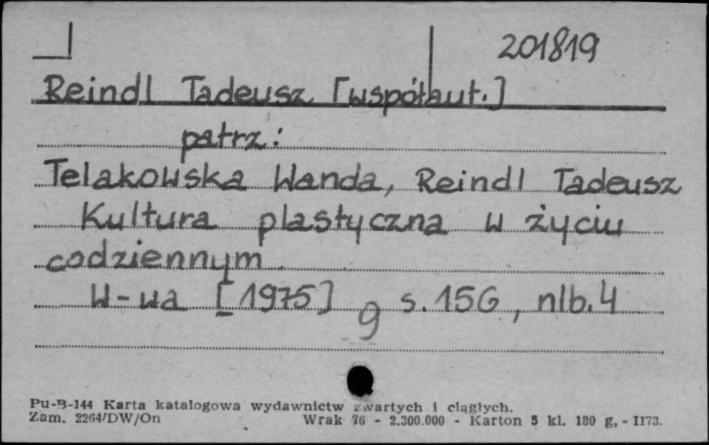 201819
Reindl Tadeusz [współaut.]
patrz:
Telakowska Wanda, Reindl Tadeusz
Kultura plastyczna w życiu
codziennym
W-wa [1975] g s. 156, nlb. 4
Pu-B-144 Karta katalogowa wydawnictw zwartych i ciągłych.
Zam. 2264/DW/On Wrak 76 - 2.300.000 - Karton 5 kl. 180 g, - II73.